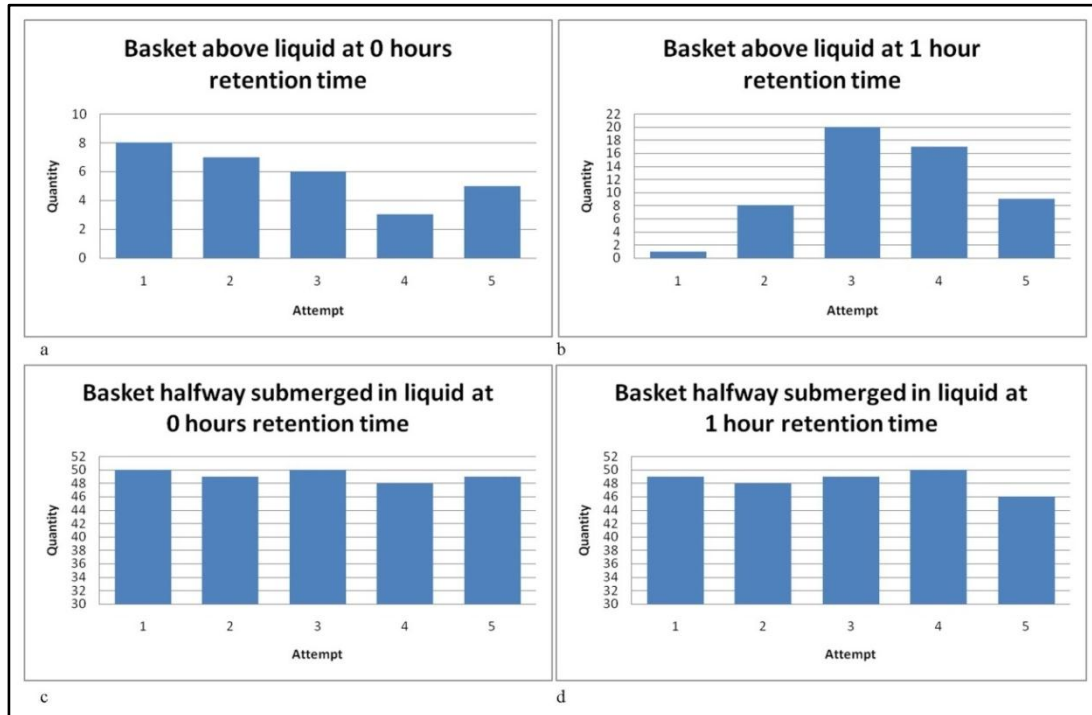 Basket above liquid at 0 hours
retention time
10
8
6
4
2
0
Quantity
1 2 3 4 5
Attempt
a
Basket above liquid at 1 hour
retention time
22
20
18
16
14
12
10
8
6
4
2
0
Quantity
1 2 3 4 5
Attempt
b
Basket halfway submerged in liquid at
0 hours retention time
52
50
48
46
44
42
40
38
36
34
32
30
Quantity
1 2 3 4 5
Attempt
c
Basket halfway submerged in liquid at
1 hour retention time
52
50
48
46
44
42
40
38
36
34
32
30
Quantity
1 2 3 4 5
Attempt
d